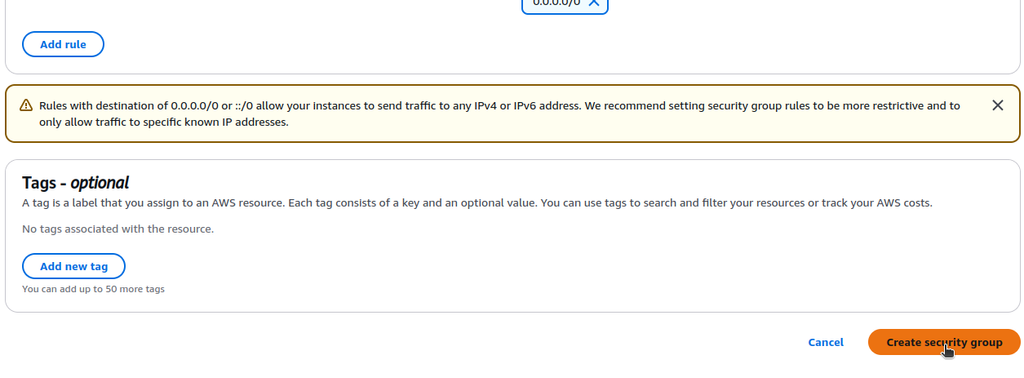 0.0.0.0/0
Add rule
Rules with destination of 0.0.0.0/0 or ::/0 allow your instances to send traffic to any IPv4 or IPv6 address. We recommend setting security group rules to be more restrictive and to
only allow traffic to specific known IP addresses.
Tags - optional
A tag is a label that you assign to an AWS resource. Each tag consists of a key and an optional value. You can use tags to search and filter your resources or track your AWS costs.
No tags associated with the resource.
Add new tag
You can add up to 50 more tags
Cancel
Create security group